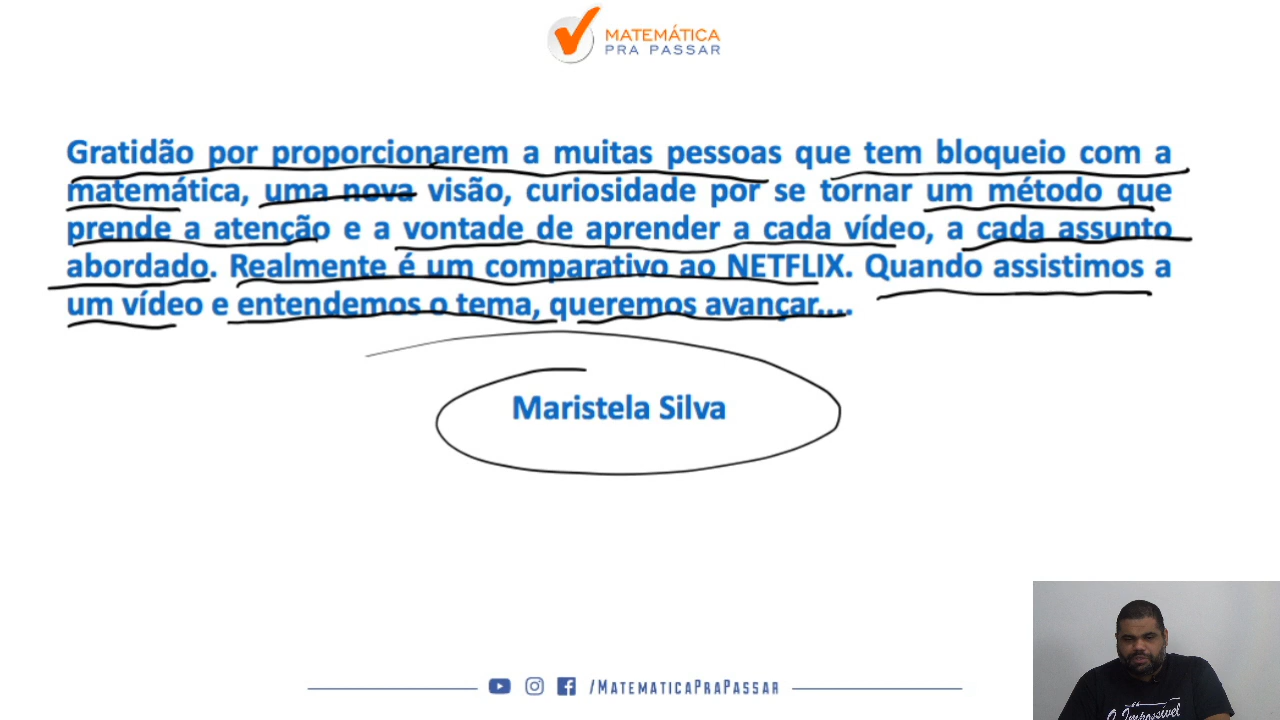 MATEMÁTICA
PRA PASSAR
Gratidão por proporcionarem a muitas pessoas que tem bloqueio com a
matemática, uma nova visão, curiosidade por se tornar um método que
prende a atenção e a vontade de aprender a cada vídeo, a cada assunto
abordado. Realmente é um comparativo ao NETFLIX. Quando assistimos a
um vídeo e entendemos o tema, queremos avançar....
Maristela Silva
/MATEMATICAPRAPASSAR
O Impossível